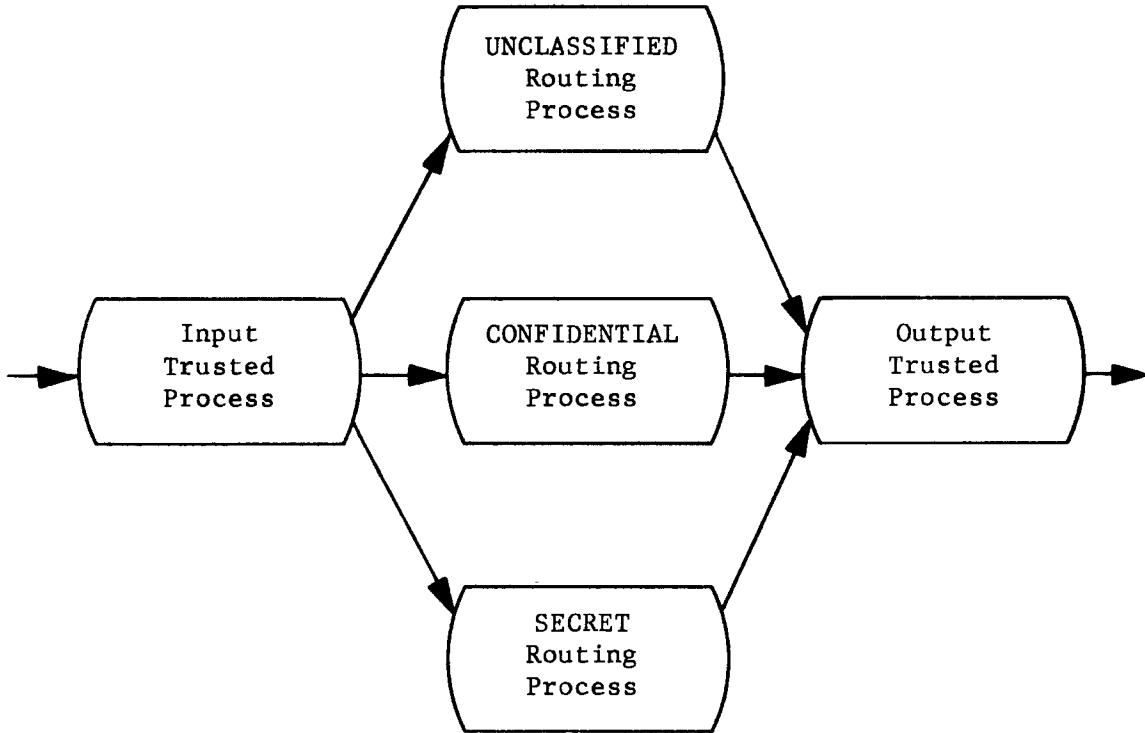 UNCLASSIFIED
Routing
Process
Input
Trusted
Process
CONFIDENTIAL
Routing
Process
Output
Trusted
Process
SECRET
Routing
Process